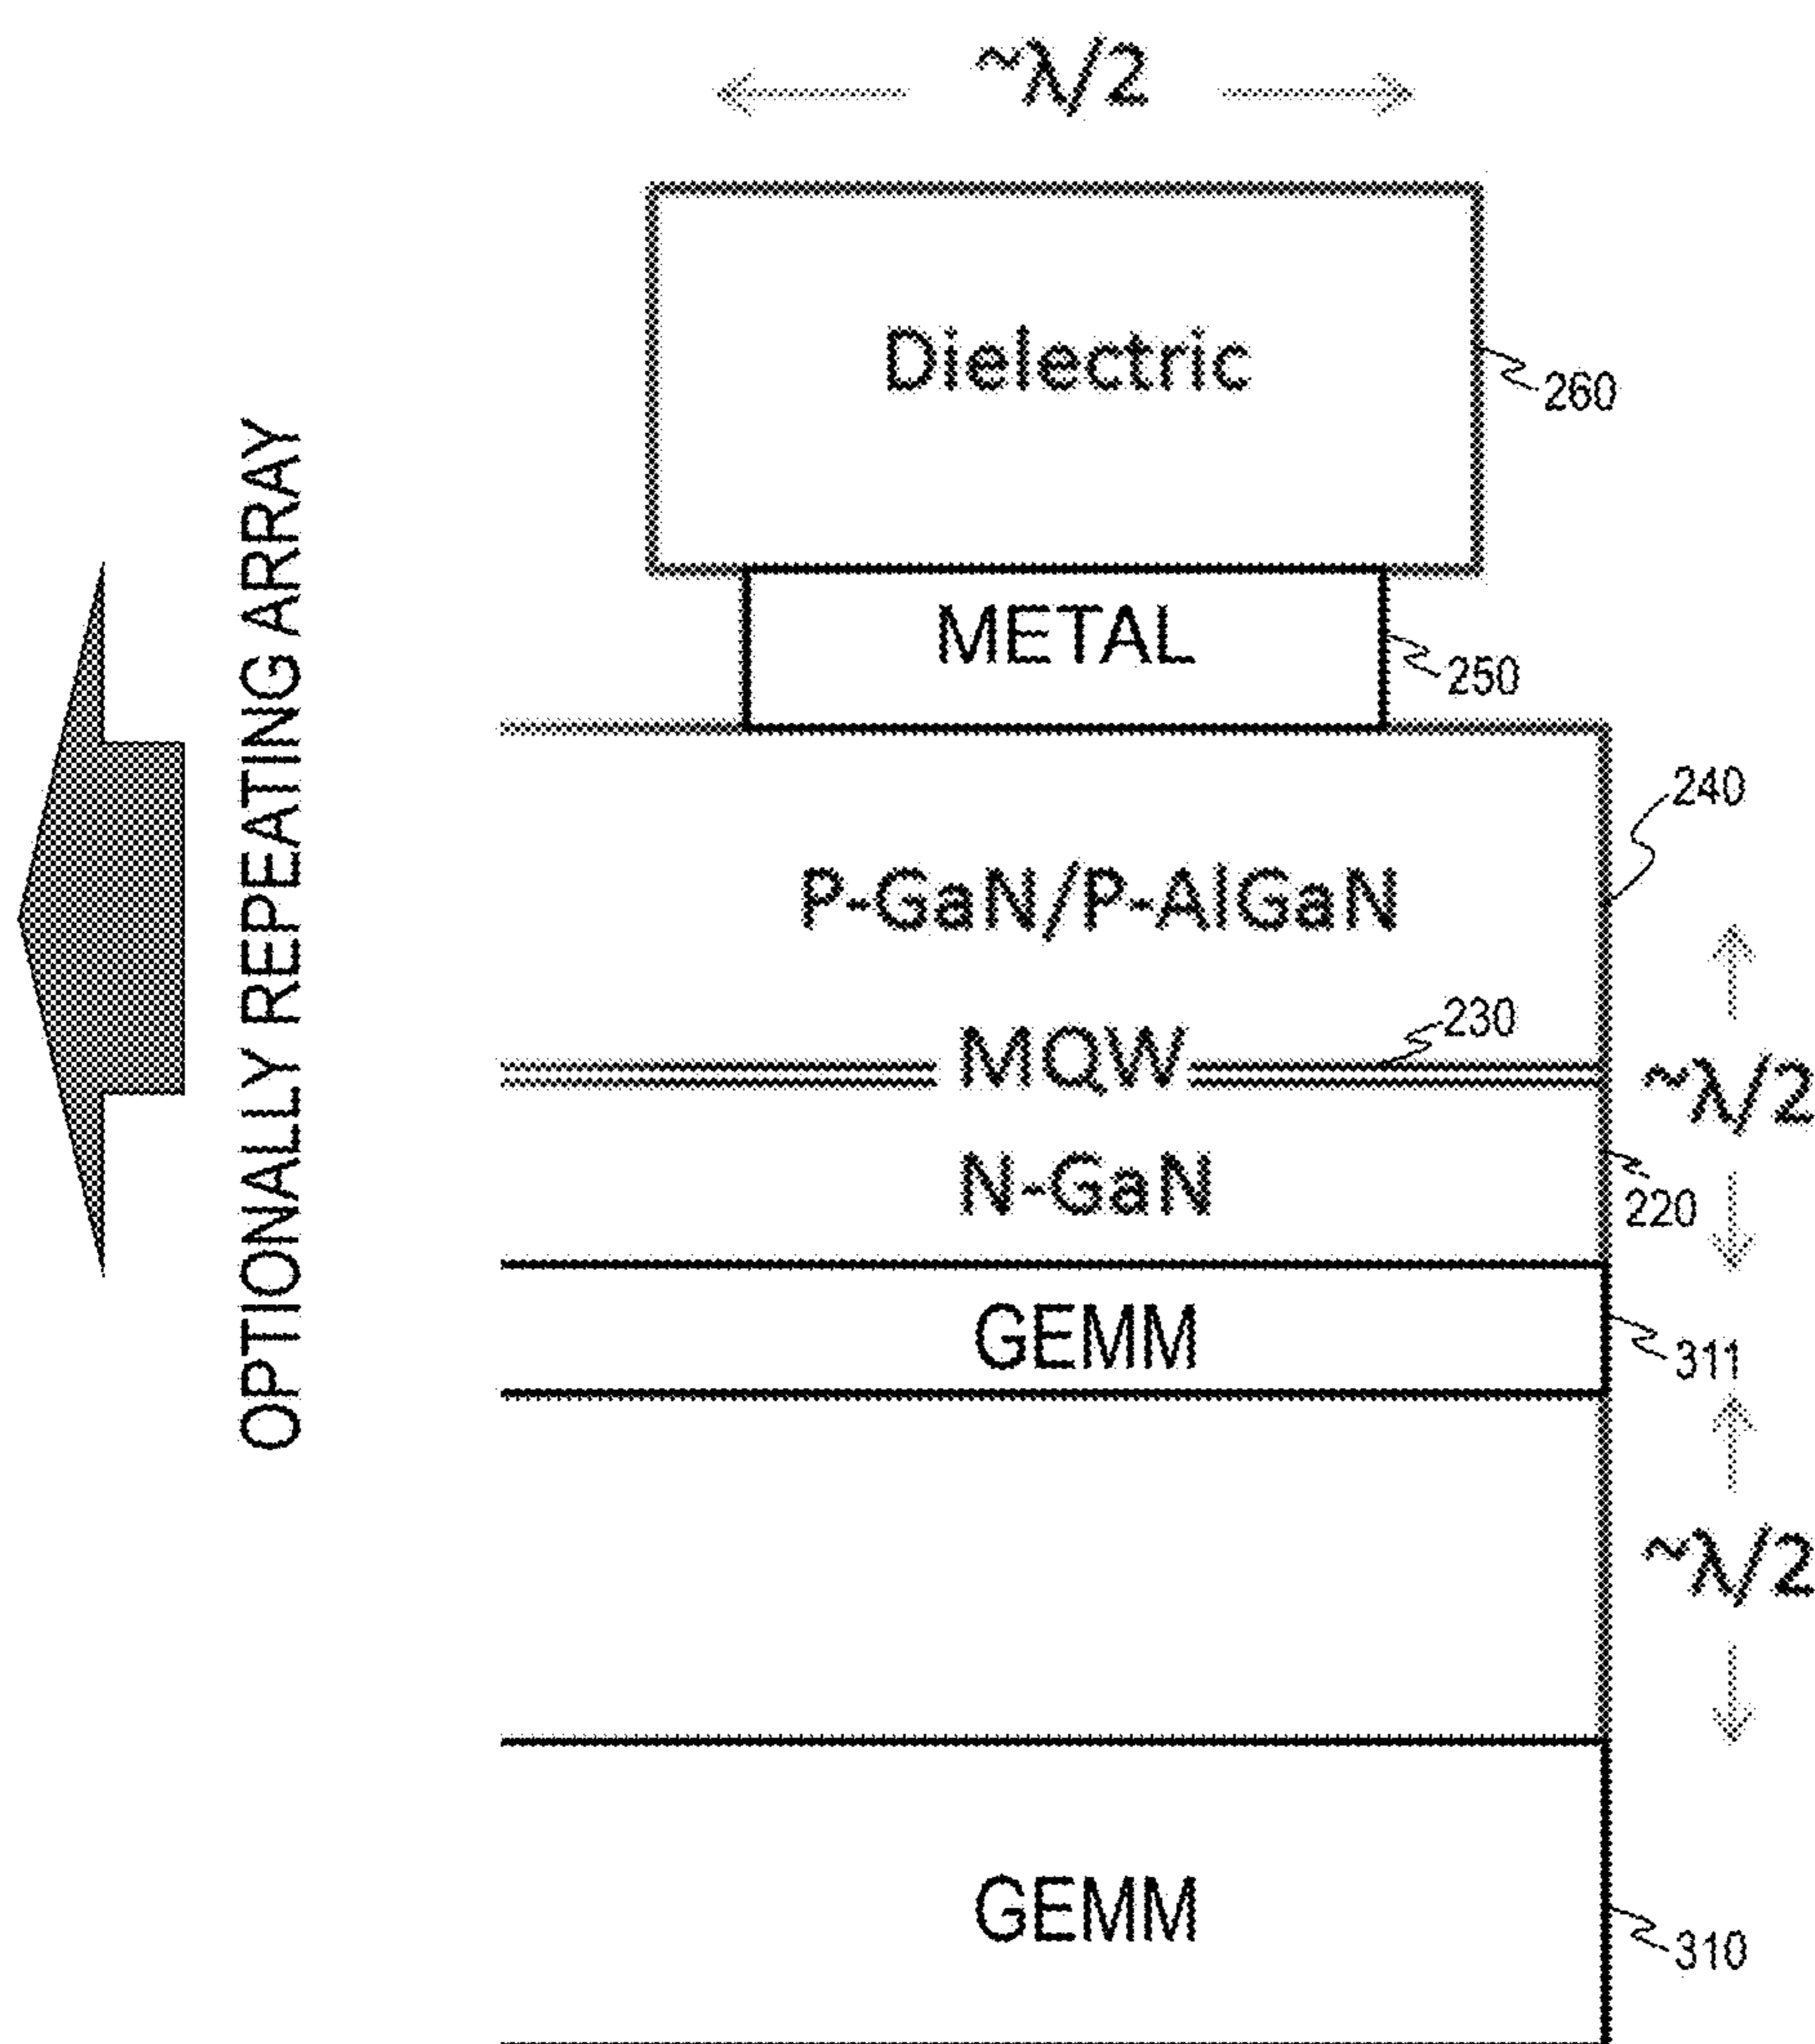 ~λ/2
Dielectric
260
METAL
250
OPTIONALLY REPEATING ARRAY
240
P-GaN/P-AlGaN
230
MQW
~λ/2
N-GaN
220
GEMM
311
~λ/2
GEMM
310